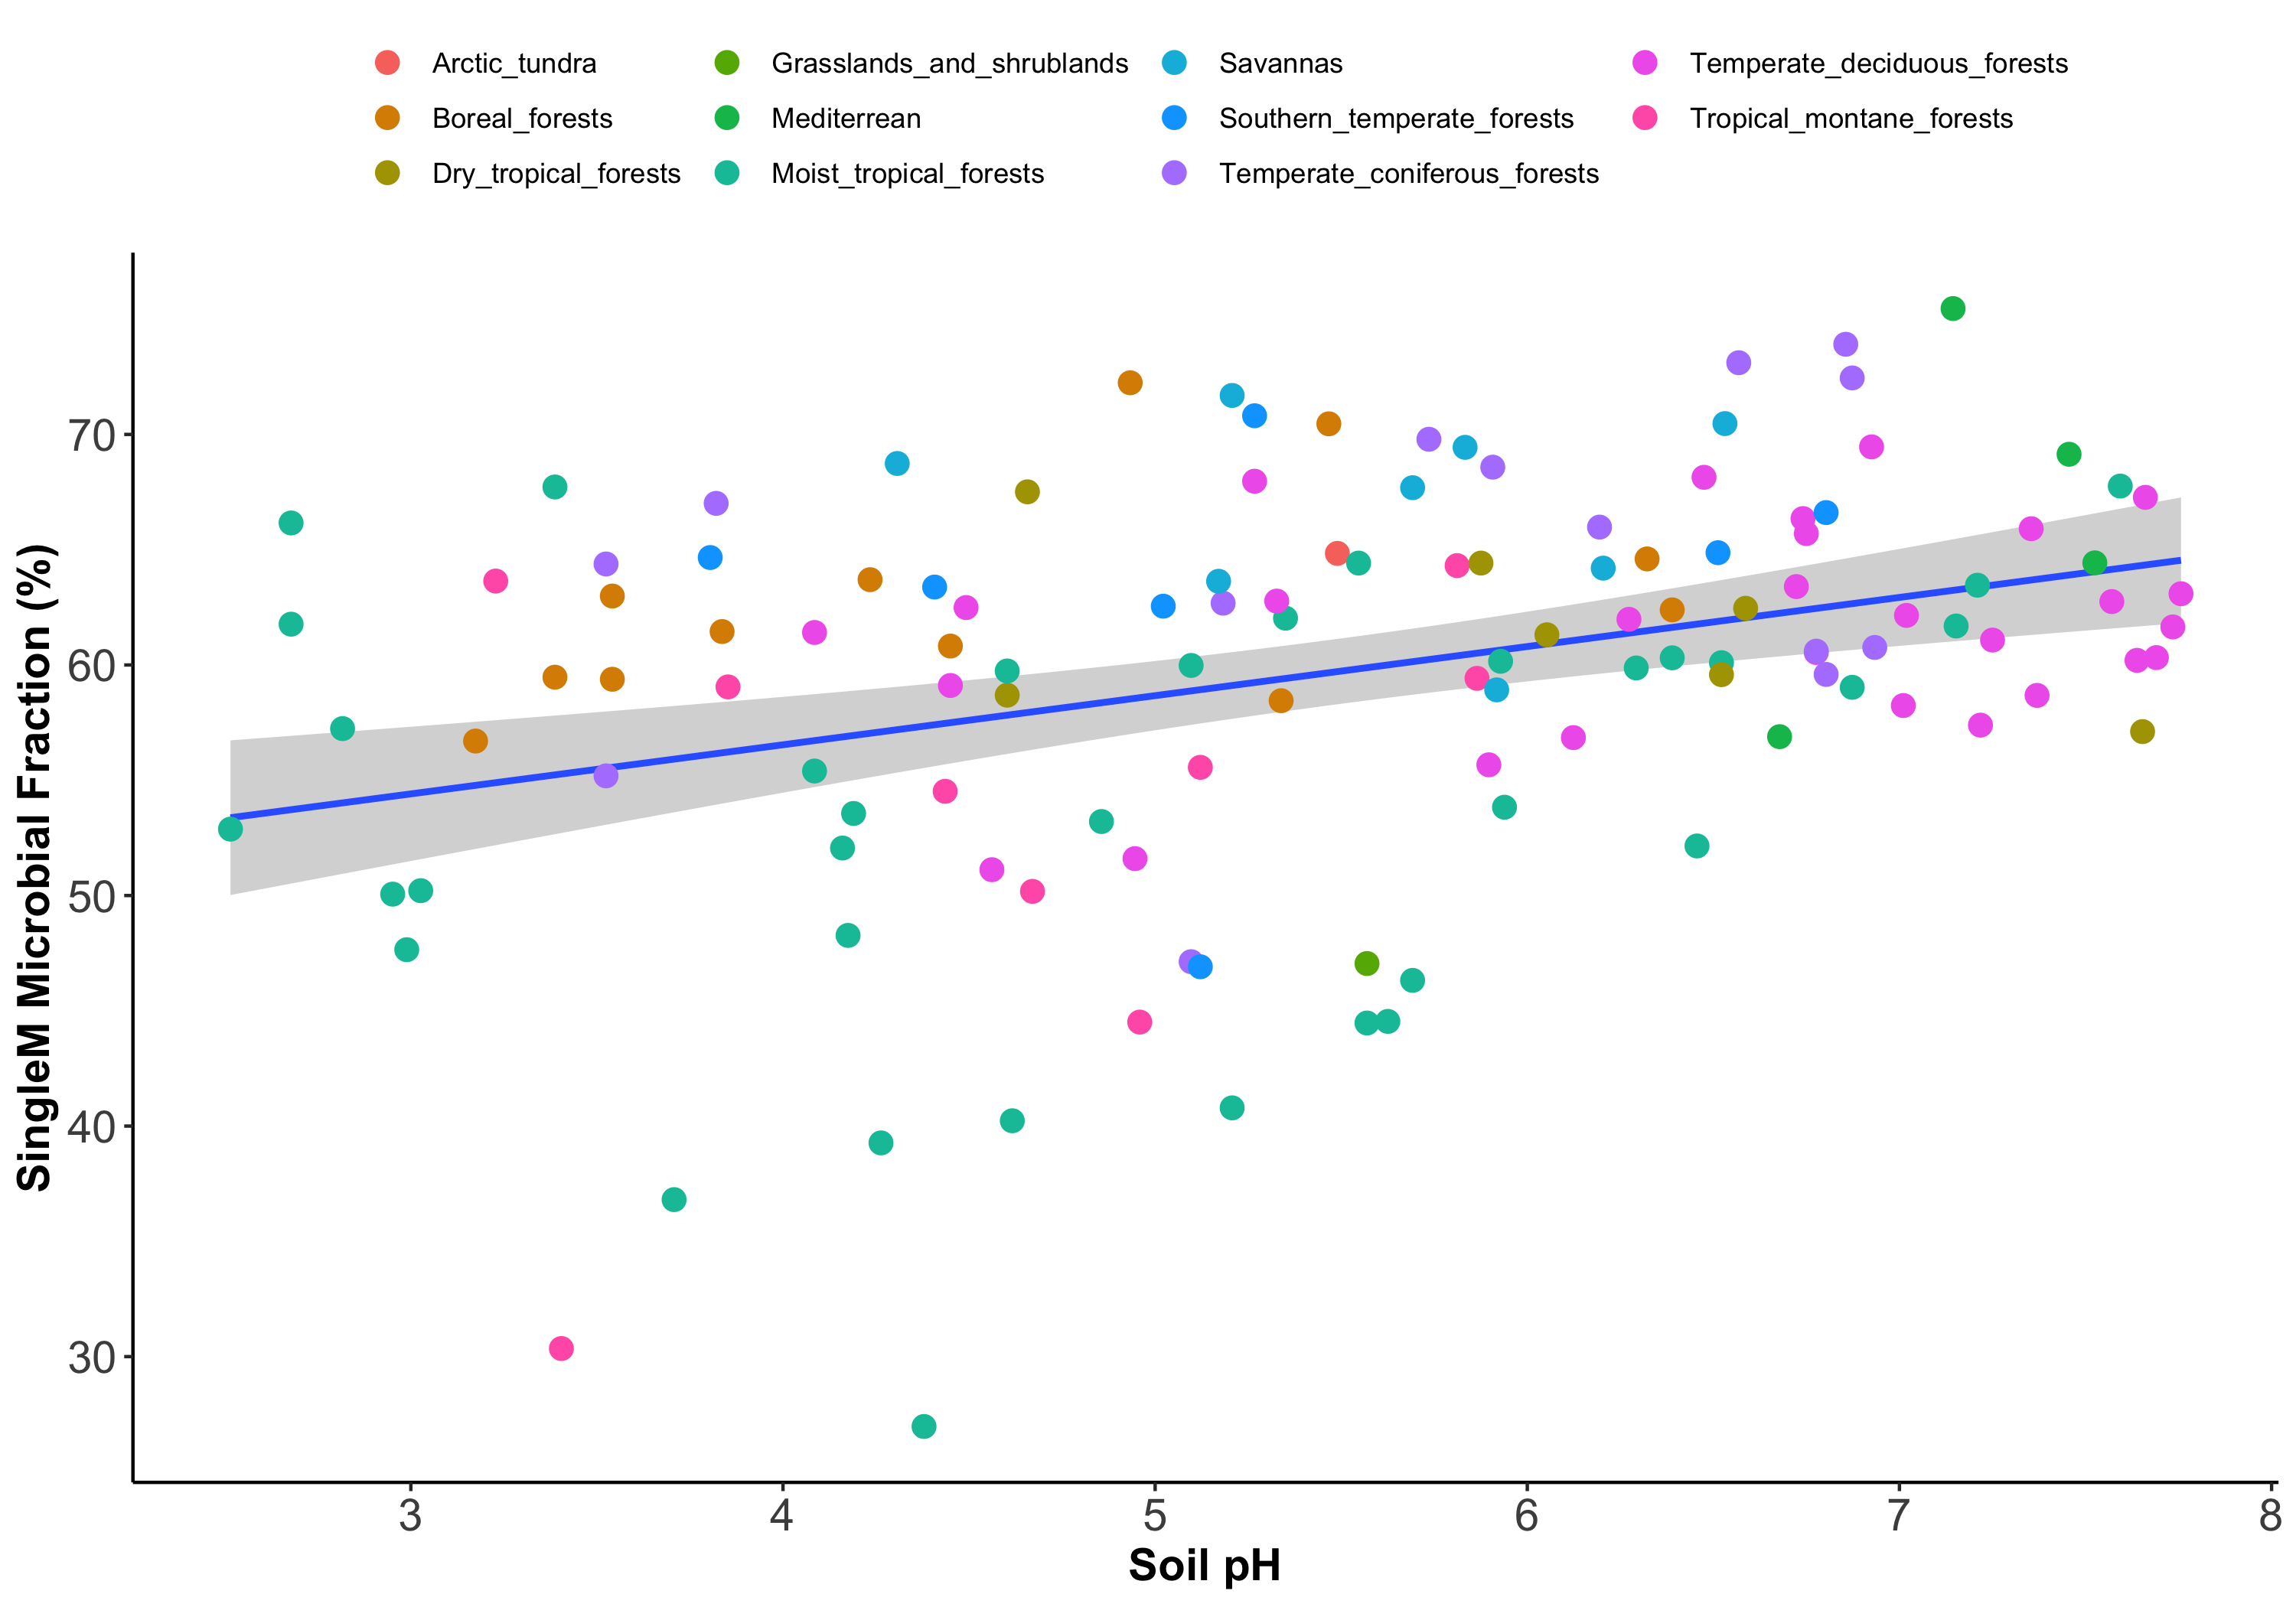 Arctic_tundra Grasslands_and_shrublands Savannas Temperate_deciduous_forests
Boreal_forests Mediterrean Southern_temperate_forests Tropical_montane_forests
Dry_tropical_forests Moist_tropical_forests Temperate_coniferous_forests
SingleM Microbial Fraction (%)
70
60
50
40
30
3 4 5 6 7 8
Soil pH